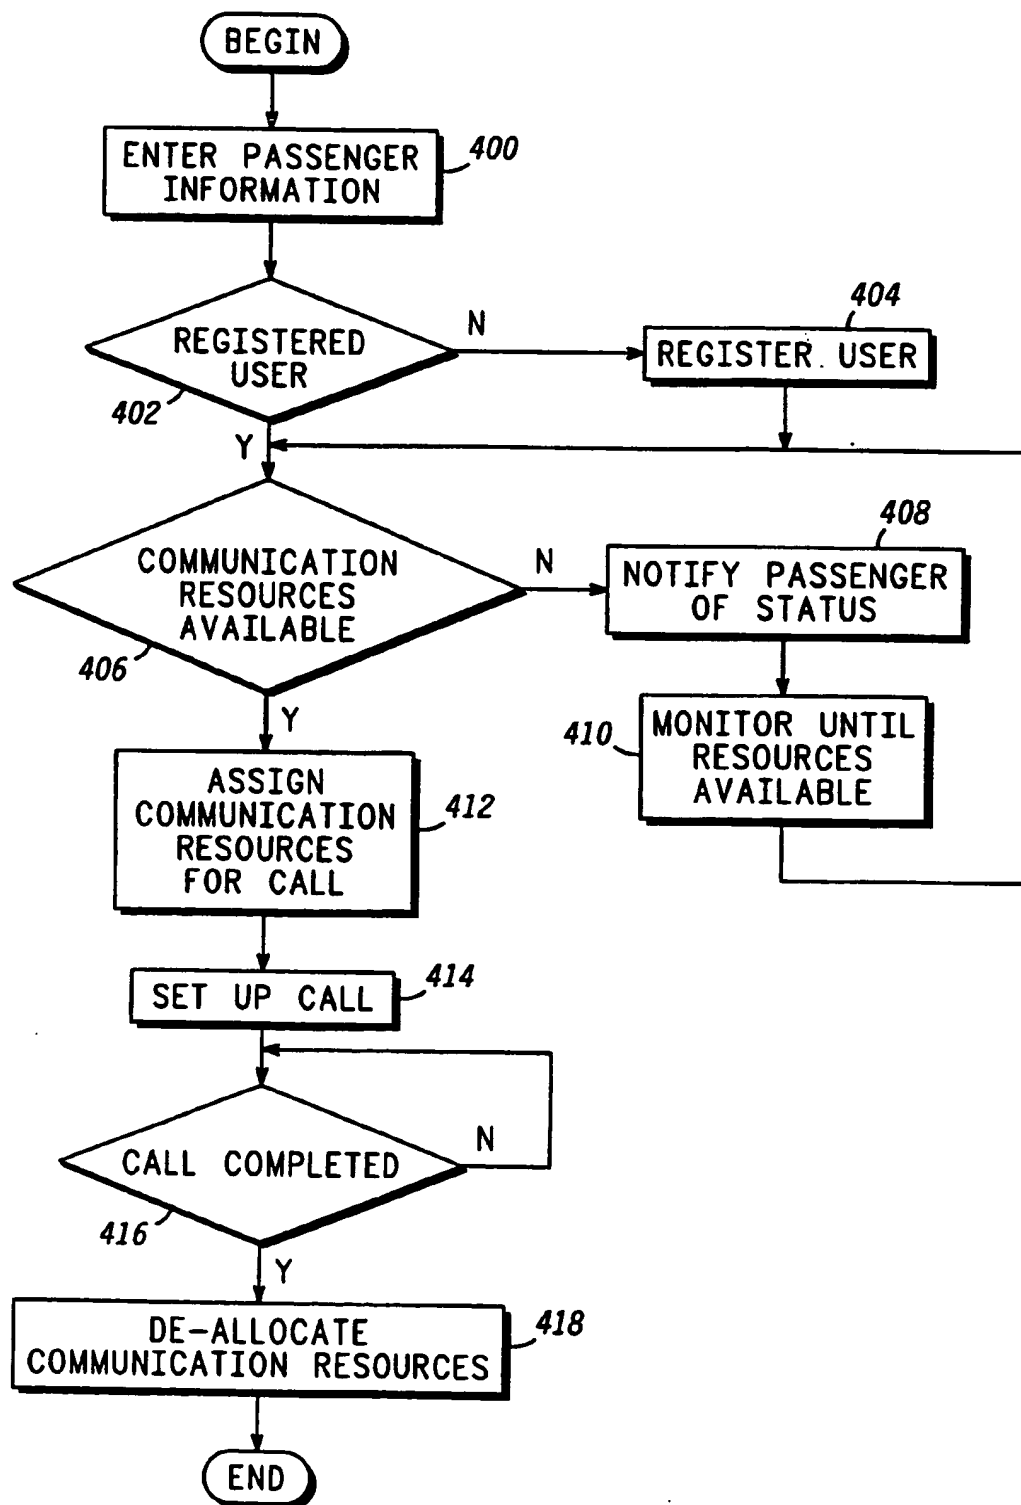 BEGIN
ENTER PASSENGER
INFORMATION
400
REGISTERED
USER
402
N
404
REGISTER USER
Y
COMMUNICATION
RESOURCES
AVAILABLE
406
N
408
NOTIFY PASSENGER
OF STATUS
410
MONITOR UNTIL
RESOURCES
AVAILABLE
Y
ASSIGN
COMMUNICATION
RESOURCES
FOR CALL
412
SET UP CALL
414
CALL COMPLETED
416
N
Y
DE-ALLOCATE
COMMUNICATION RESOURCES
418
END